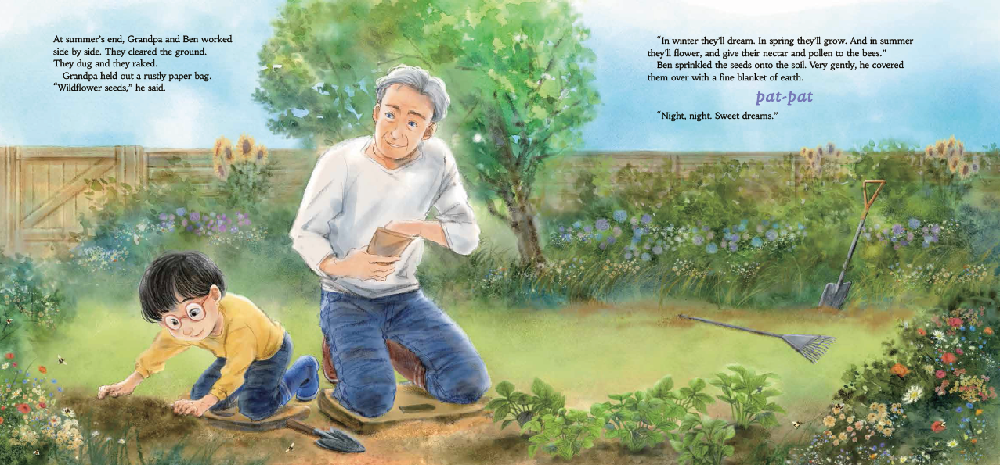 At summer's end, Grandpa and Ben worked
side by side. They cleared the ground.
They dug and they raked.
Grandpa held out a rustly paper bag.
“Wildflower seeds,” he said.
“In winter they'll dream. In spring they'll grow. And in summer
they'll flower, and give their nectar and pollen to the bees.”
Ben sprinkled the seeds onto the soil. Very gently, he covered
them over with a fine blanket of earth.
pat-pat
“Night, night. Sweet dreams.”